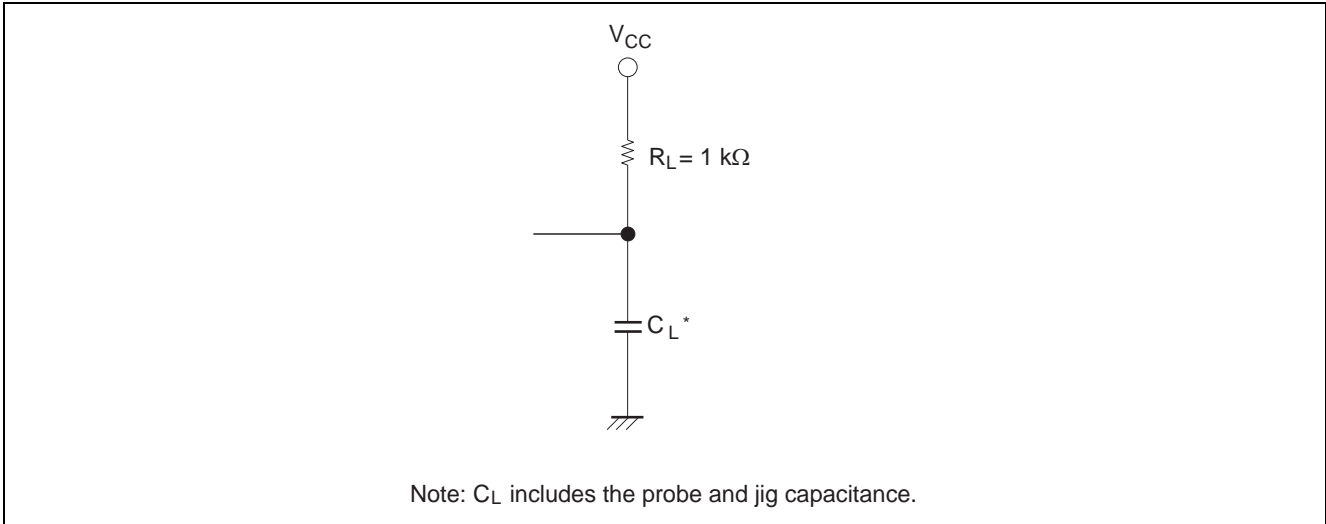 VCC
RL = 1 kΩ
CL*
Note: CL includes the probe and jig capacitance.